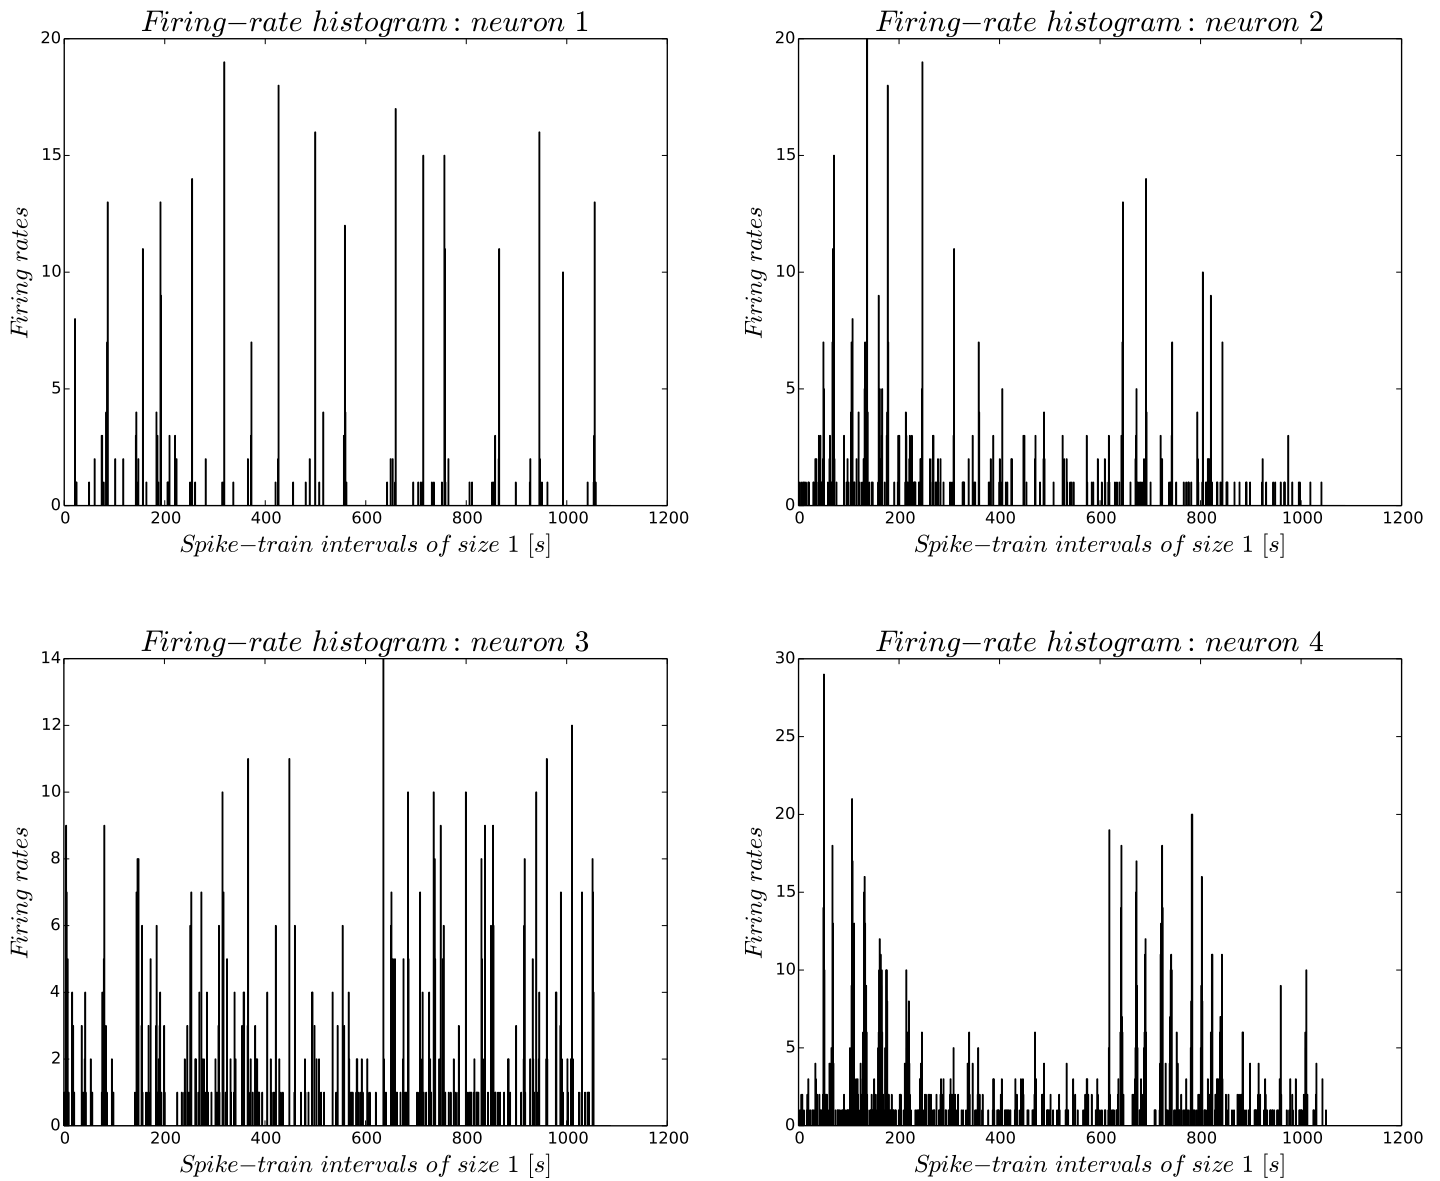 Firing−rate histogram: neuron 1
20
15
10
5
0
Firing rates
0 200 400 600 800 1000 1200
Spike−train intervals of size 1 [s]
Firing−rate histogram: neuron 2
20
15
10
5
0
Firing rates
0 200 400 600 800 1000 1200
Spike−train intervals of size 1 [s]
Firing−rate histogram: neuron 3
14
12
10
8
6
4
2
0
Firing rates
0 200 400 600 800 1000 1200
Spike−train intervals of size 1 [s]
Firing−rate histogram: neuron 4
30
25
20
15
10
5
0
Firing rates
0 200 400 600 800 1000 1200
Spike−train intervals of size 1 [s]